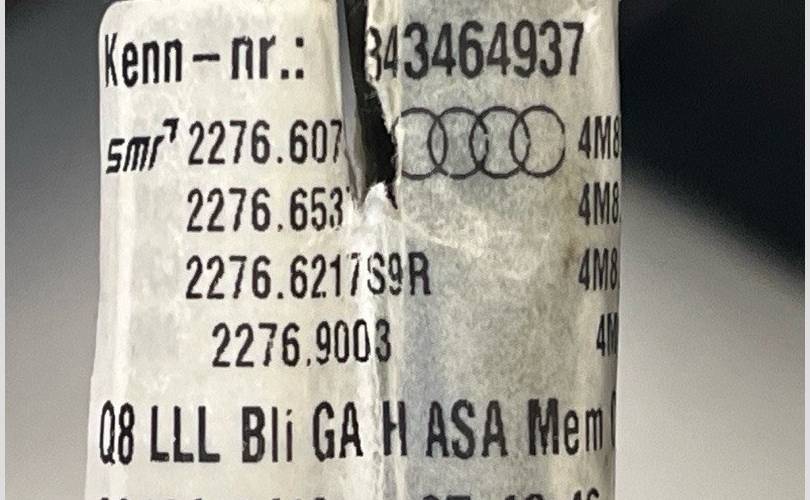 Kenn-nr.: 343464937
smr 2276.607 4M8
2276.653 4M8
2276.6217S9R 4M8
2276.9003 4M
Q8 LLL Bli GA H ASA Mem